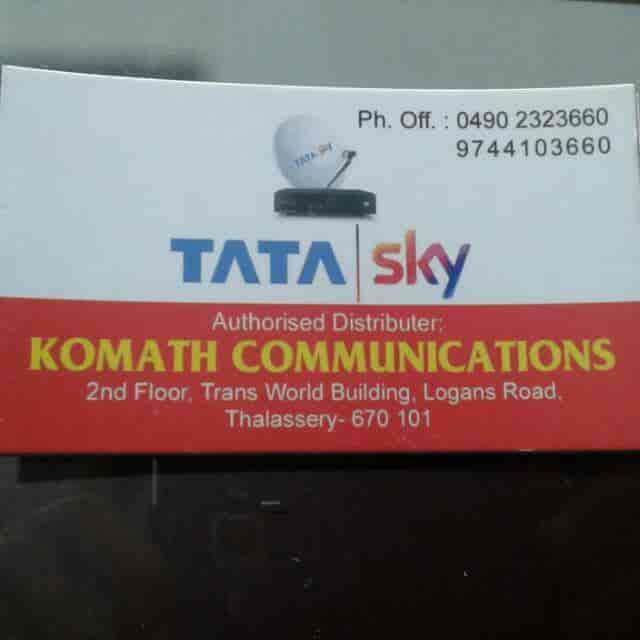 Ph. Off. : 0490 2323660
9744103660
TATA sky
TATA sky
Authorised Distributer:
KOMATH COMMUNICATIONS
2nd Floor, Trans World Building, Logans Road,
Thalassery- 670 101